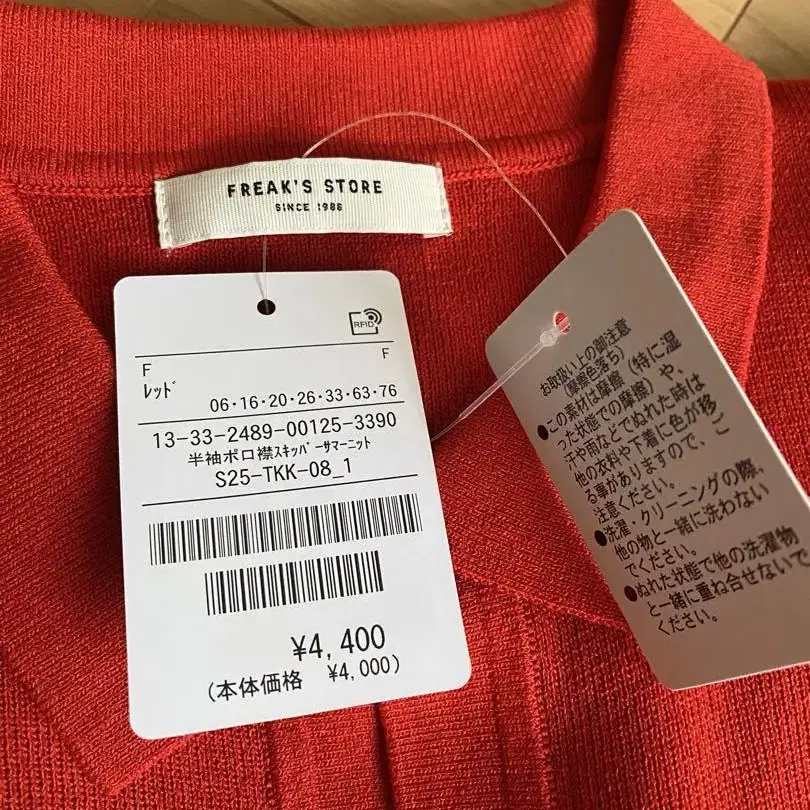 FREAK'S STORE
SINCE 1986
RFID
F F
レッド
06・16・20・26・33・63・76
13-33-2489-00125-3390
半袖ポロ襟スキッパーサマーニット
S25-TKK-08_1
¥4,400
(本体価格 ¥4,000)
お取扱い上の御注意
(摩擦色落ち)
●この素材は摩擦(特に湿
った状態での摩擦)や、
汗や雨などでぬれた時は
他の衣料や下着に色が移
る事がありますので、ご
注意ください。
●洗濯・クリーニングの際、
他の物と一緒に洗わない
でください。
●ぬれた状態で他の洗濯物
と一緒に重ね合せないで
ください。